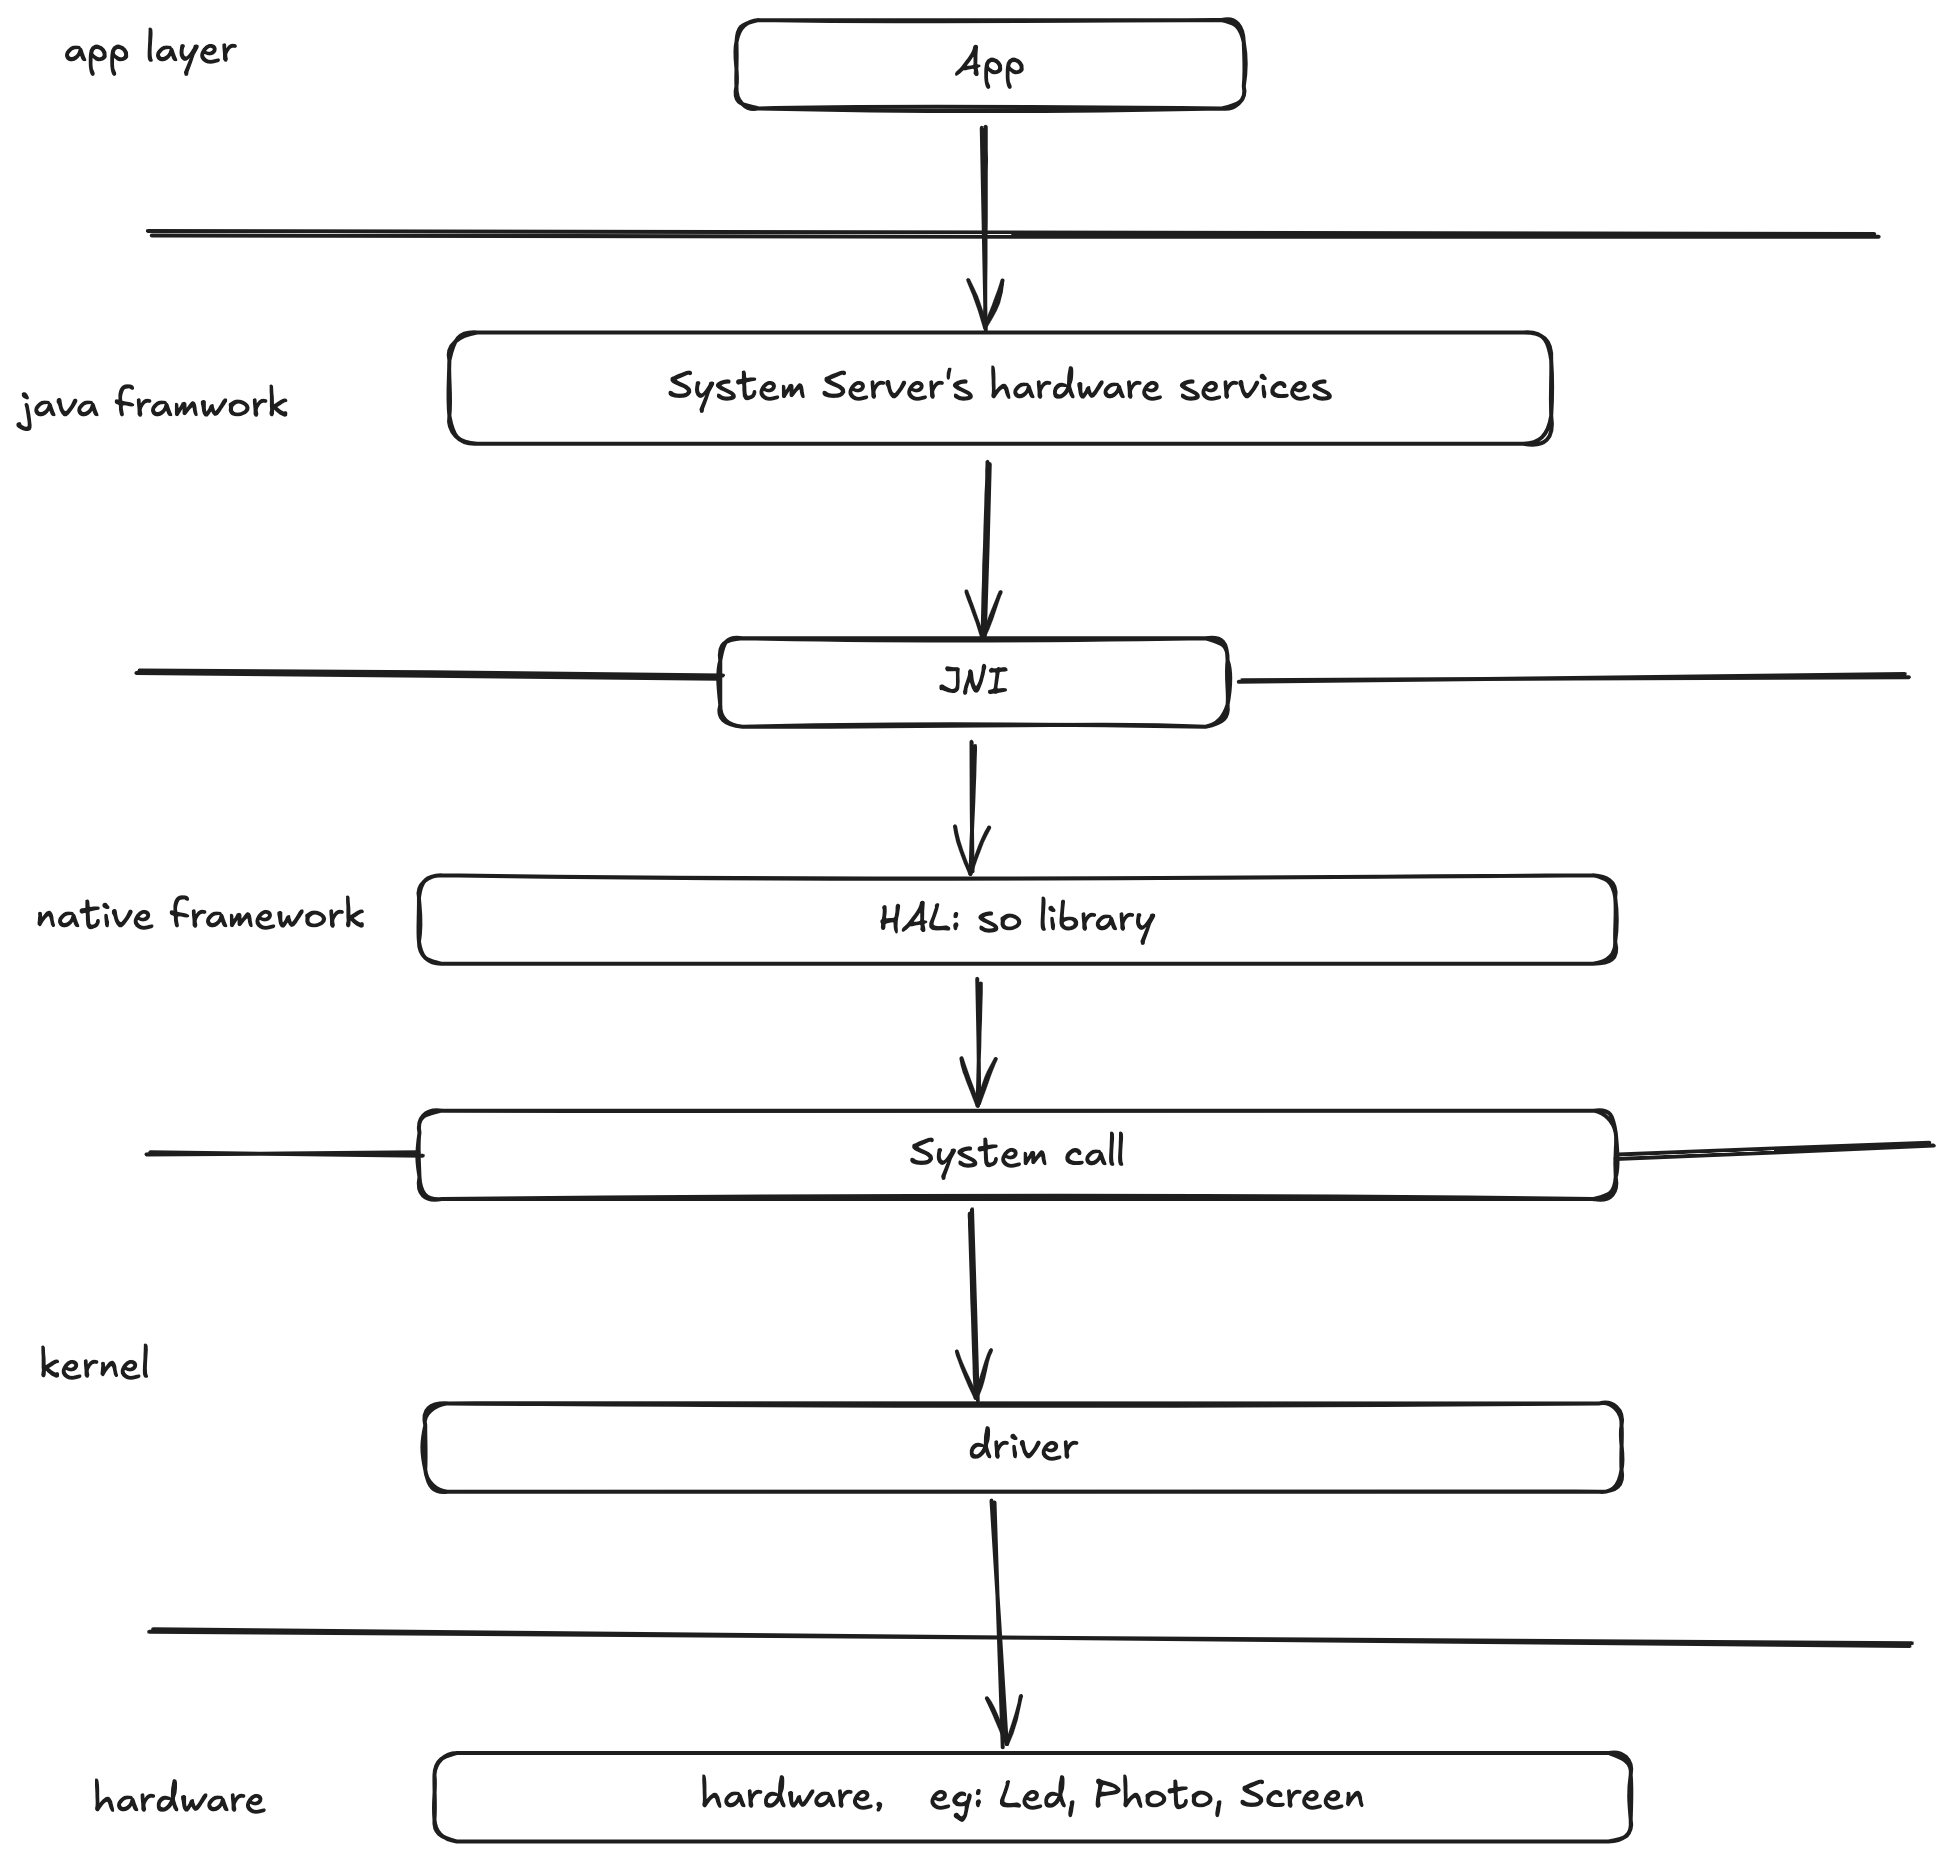 app layer
App
java framwork
System Server's hardware services
JNI
native framework
HAL: so library
System call
kernel
driver
hardware
hardware, eg: Led, Photo, Screen